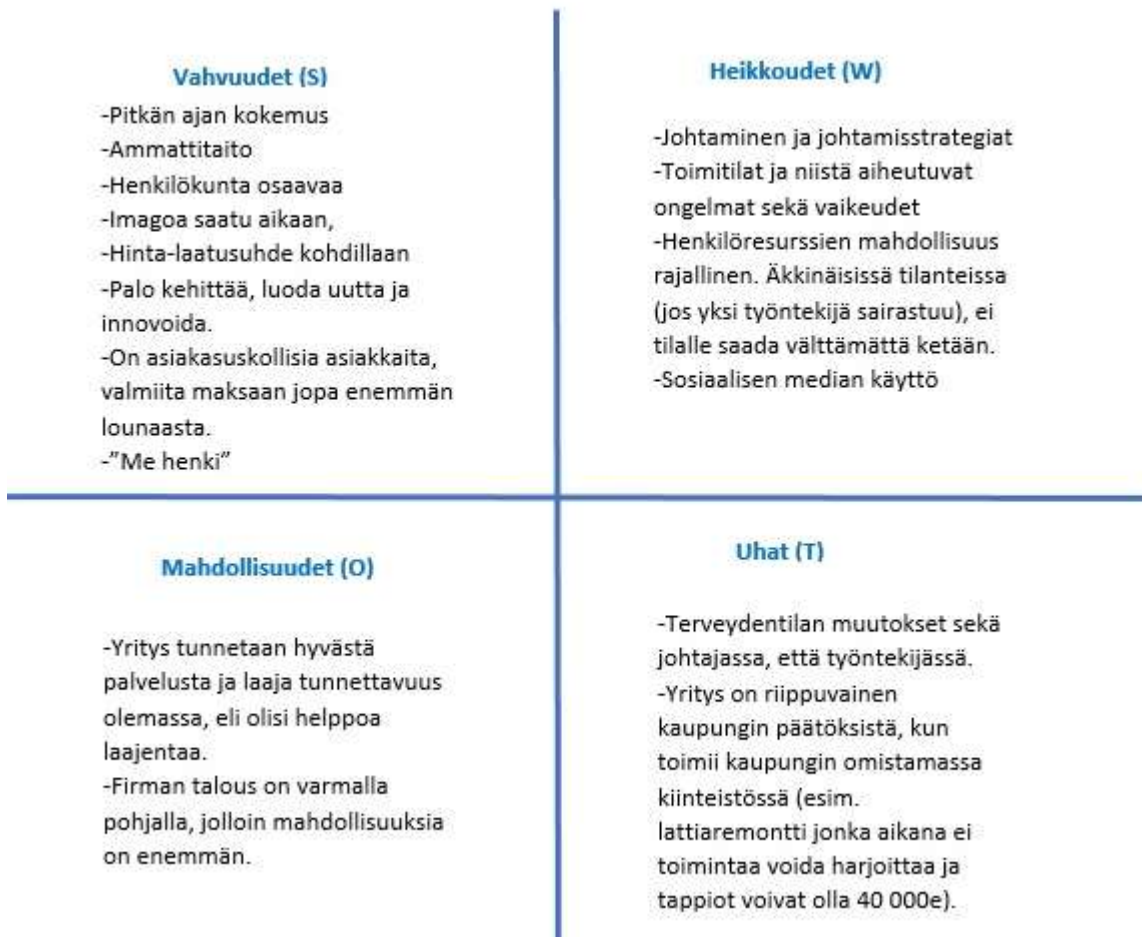 Vahvuudet (S)
-Pitkän ajan kokemus
-Ammattitaito
-Henkilökunta osaavaa
-Imagoa saatu aikaan,
-Hinta-laatusuhde kohdillaan
-Palo kehittää, luoda uutta ja
innovoida.
-On asiakasuskollisia asiakkaita,
valmiita maksaan jopa enemmän
lounaasta.
-”Me henki”
Heikkoudet (W)
-Johtaminen ja johtamisstrategiat
-Toimitilat ja niistä aiheutuvat
ongelmat sekä vaikeudet
-Henkilöresurssien mahdollisuus
rajallinen. Äkkinäisissä tilanteissa
(jos yksi työntekijä sairastuu), ei
tilalle saada välttämättä ketään.
-Sosiaalisen median käyttö
Mahdollisuudet (O)
-Yritys tunnetaan hyvästä
palvelusta ja laaja tunnettavuus
olemassa, eli olisi helppoa
laajentaa.
-Firman talous on varmalla
pohjalla, jolloin mahdollisuuksia
on enemmän.
Uhat (T)
-Terveydentilan muutokset sekä
johtajassa, että työntekijässä.
-Yritys on riippuvainen
kaupungin päätöksistä, kun
toimii kaupungin omistamassa
kiinteistössä (esim.
lattiaremontti jonka aikana ei
toimintaa voida harjoittaa ja
tappiot voivat olla 40 000e).